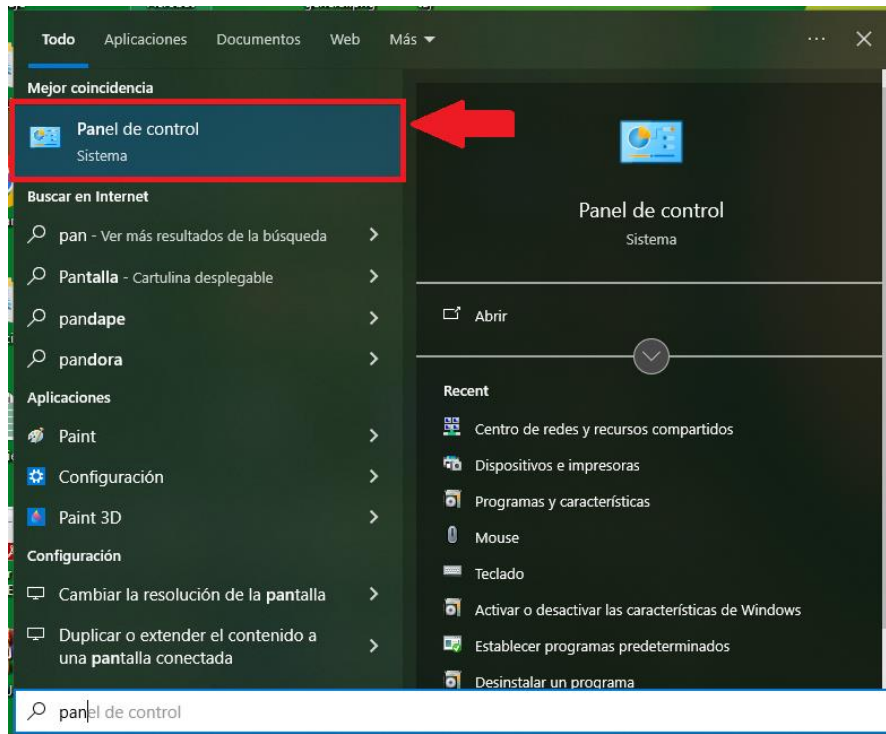 Todo Aplicaciones Documentos Web Más
Mejor coincidencia
Panel de control
Sistema
Buscar en Internet
pan - Ver más resultados de la búsqueda
Pantalla - Cartulina desplegable
pandape
pandora
Aplicaciones
Paint
Configuración
Paint 3D
Configuración
Cambiar la resolución de la pantalla
Duplicar o extender el contenido a
una pantalla conectada
Panel de control
Sistema
Abrir
Recent
Centro de redes y recursos compartidos
Dispositivos e impresoras
Programas y características
Mouse
Teclado
Activar o desactivar las características de Windows
Establecer programas predeterminados
Desinstalar un programa
panel de control